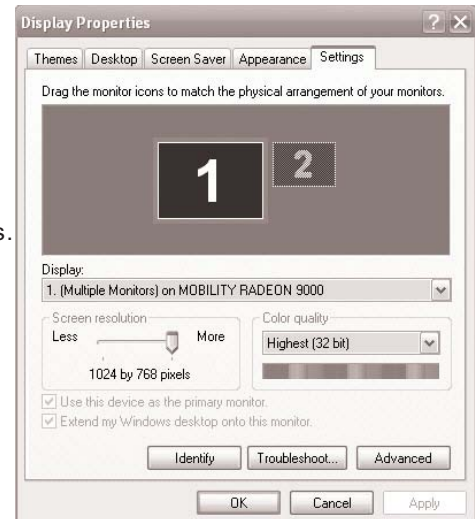 Display Properties
Themes Desktop Screen Saver Appearance Settings
Drag the monitor icons to match the physical arrangement of your monitors.
1 2
s.
Display:
1. (Multiple Monitors) on MOBILITY RADEON 9000
Screen resolution
Less More
1024 by 768 pixels
Color quality
Highest (32 bit)
Use this device as the primary monitor.
Extend my Windows desktop onto this monitor.
Identify Troubleshoot... Advanced
OK Cancel Apply